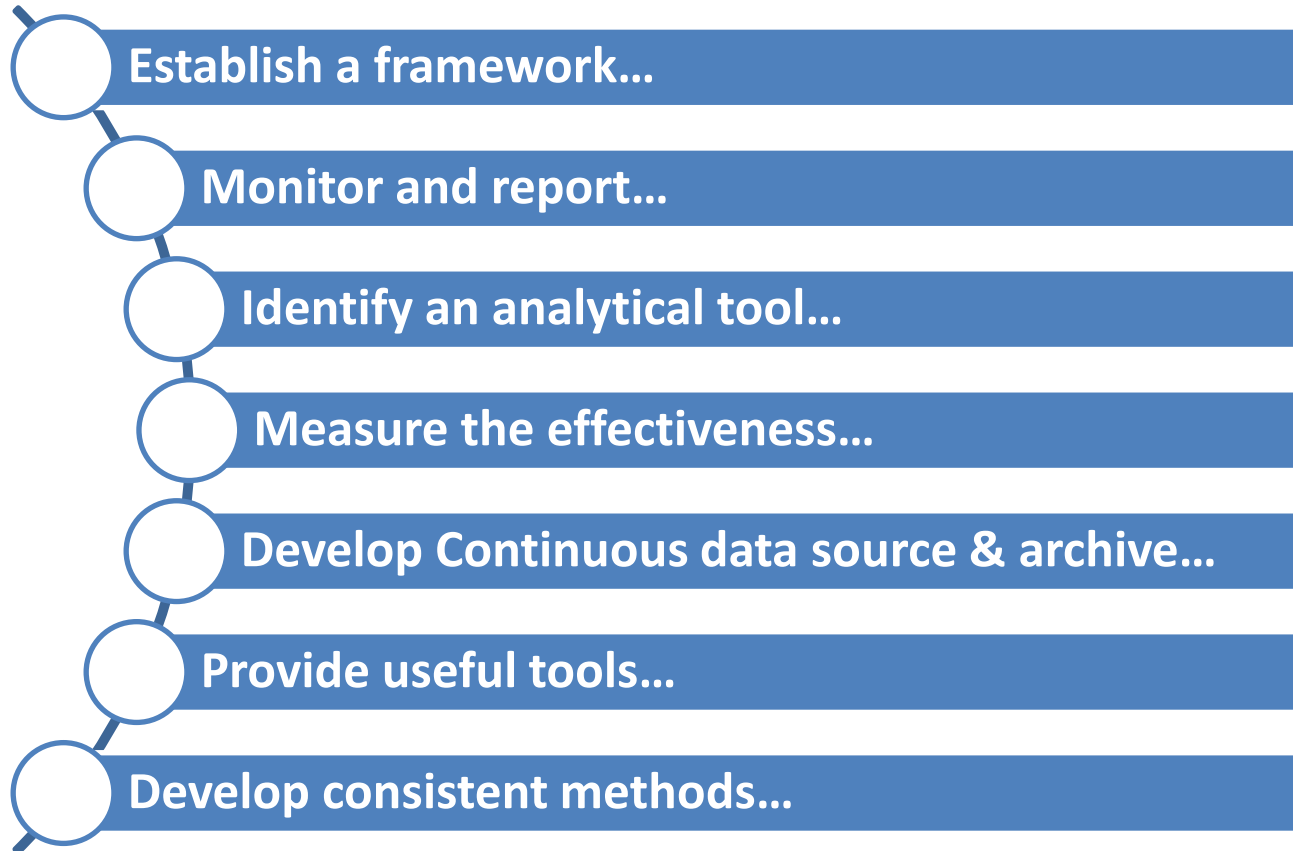 Establish a framework…
Monitor and report…
Identify an analytical tool…
Measure the effectiveness…
Develop Continuous data source & archive…
Provide useful tools…
Develop consistent methods…